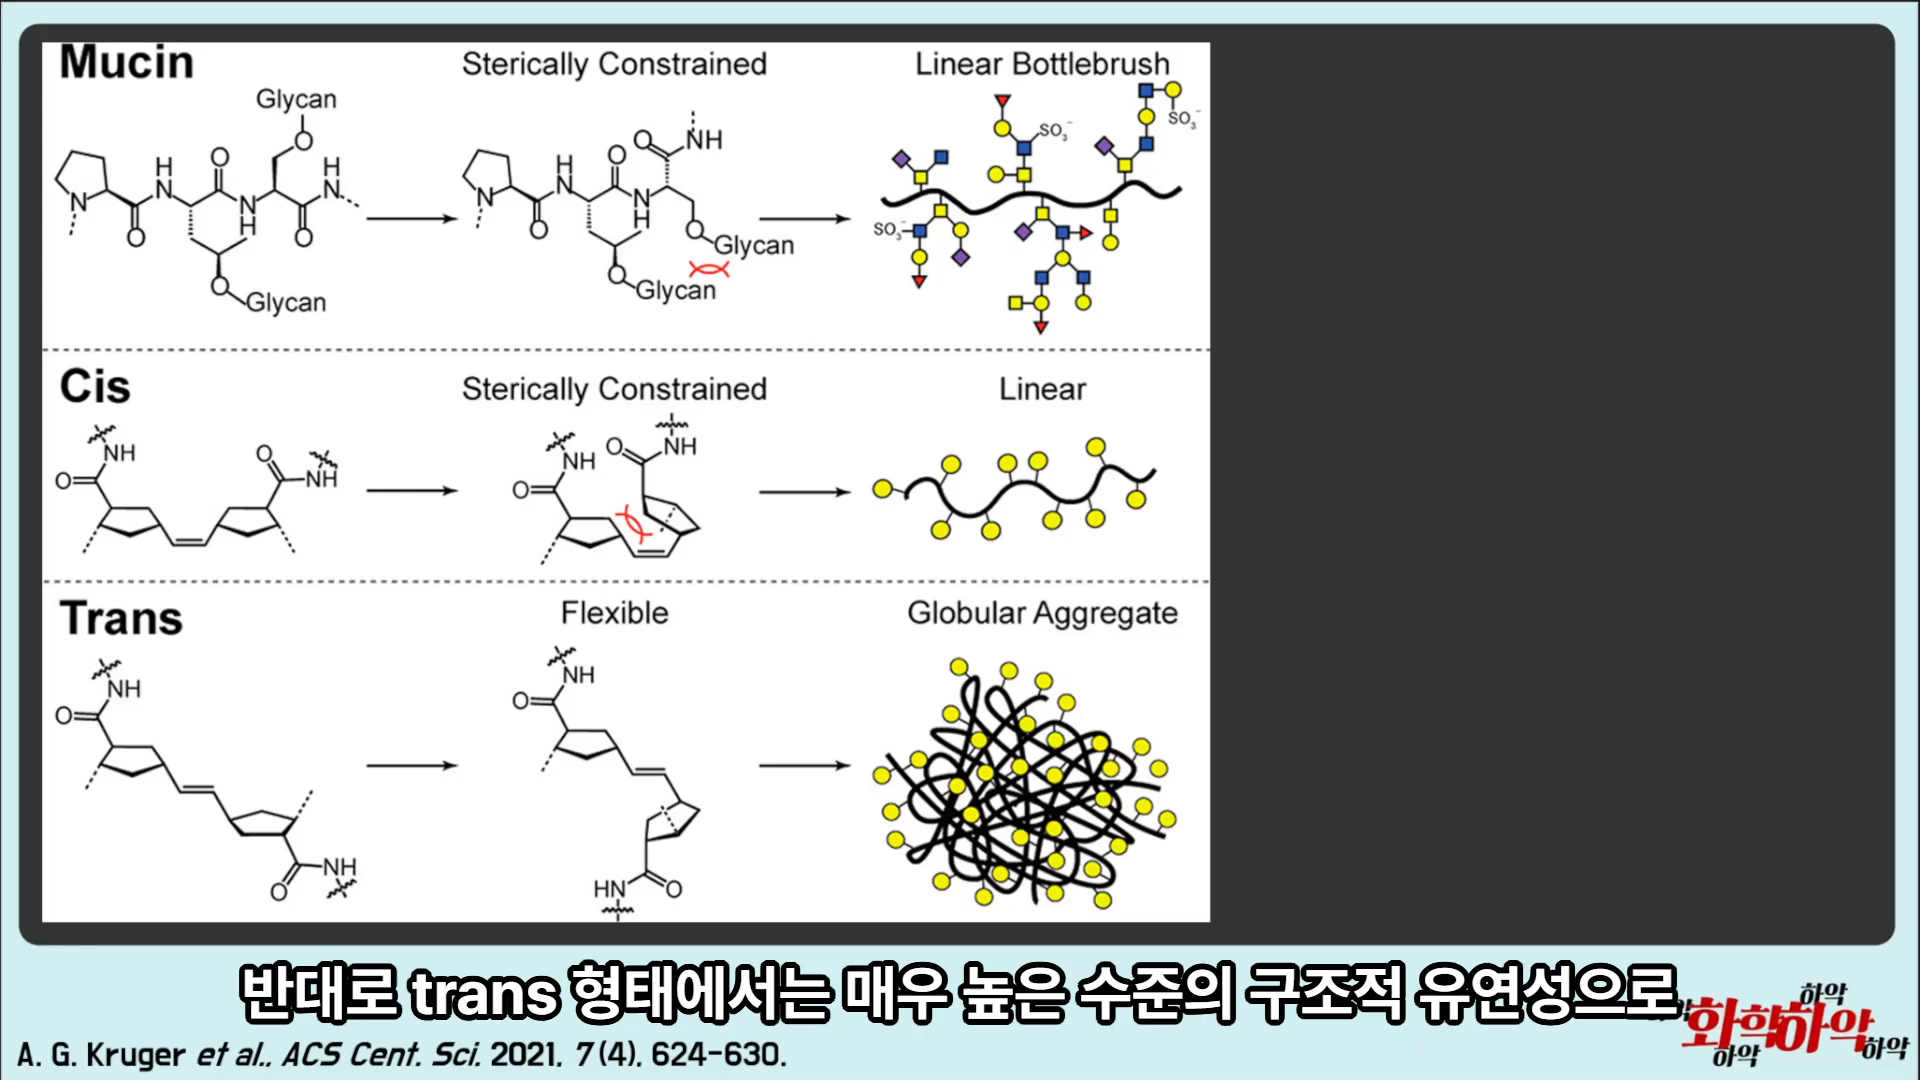 Mucin
Sterically Constrained
Linear Bottlebrush
Glycan
O
H
N
O
H
N
N
O
N
H
O
O
Glycan
O
NH
H
N
O
N
O
N
H
O
Glycan
O
Glycan
SO3-
SO3-
SO3-
Cis
Sterically Constrained
Linear
NH
O
O
NH
NH
O
O
NH
Trans
Flexible
Globular Aggregate
NH
O
O
NH
NH
O
HN
O
반대로 trans 형태에서는 매우 높은 수준의 구조적 유연성으로
하악
화학하악
하악
하악
A. G. Kruger et al., ACS Cent. Sci. 2021, 7(4), 624-630.